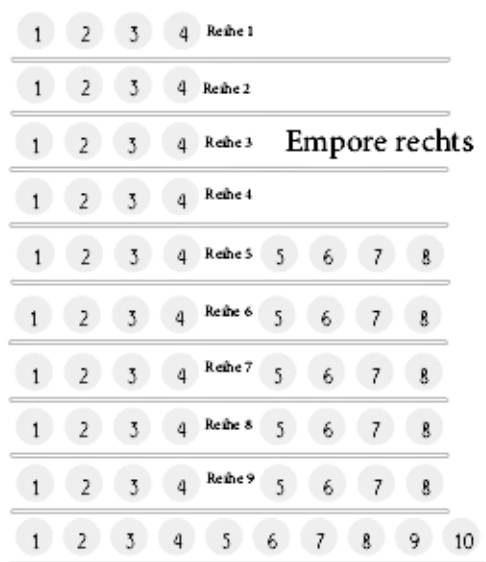 1 2 3 4 Reihe 1
1 2 3 4 Reihe 2
1 2 3 4 Reihe 3 Empore rechts
1 2 3 4 Reihe 4
1 2 3 4 Reihe 5 5 6 7 8
1 2 3 4 Reihe 6 5 6 7 8
1 2 3 4 Reihe 7 5 6 7 8
1 2 3 4 Reihe 8 5 6 7 8
1 2 3 4 Reihe 9 5 6 7 8
1 2 3 4 5 6 7 8 9 10